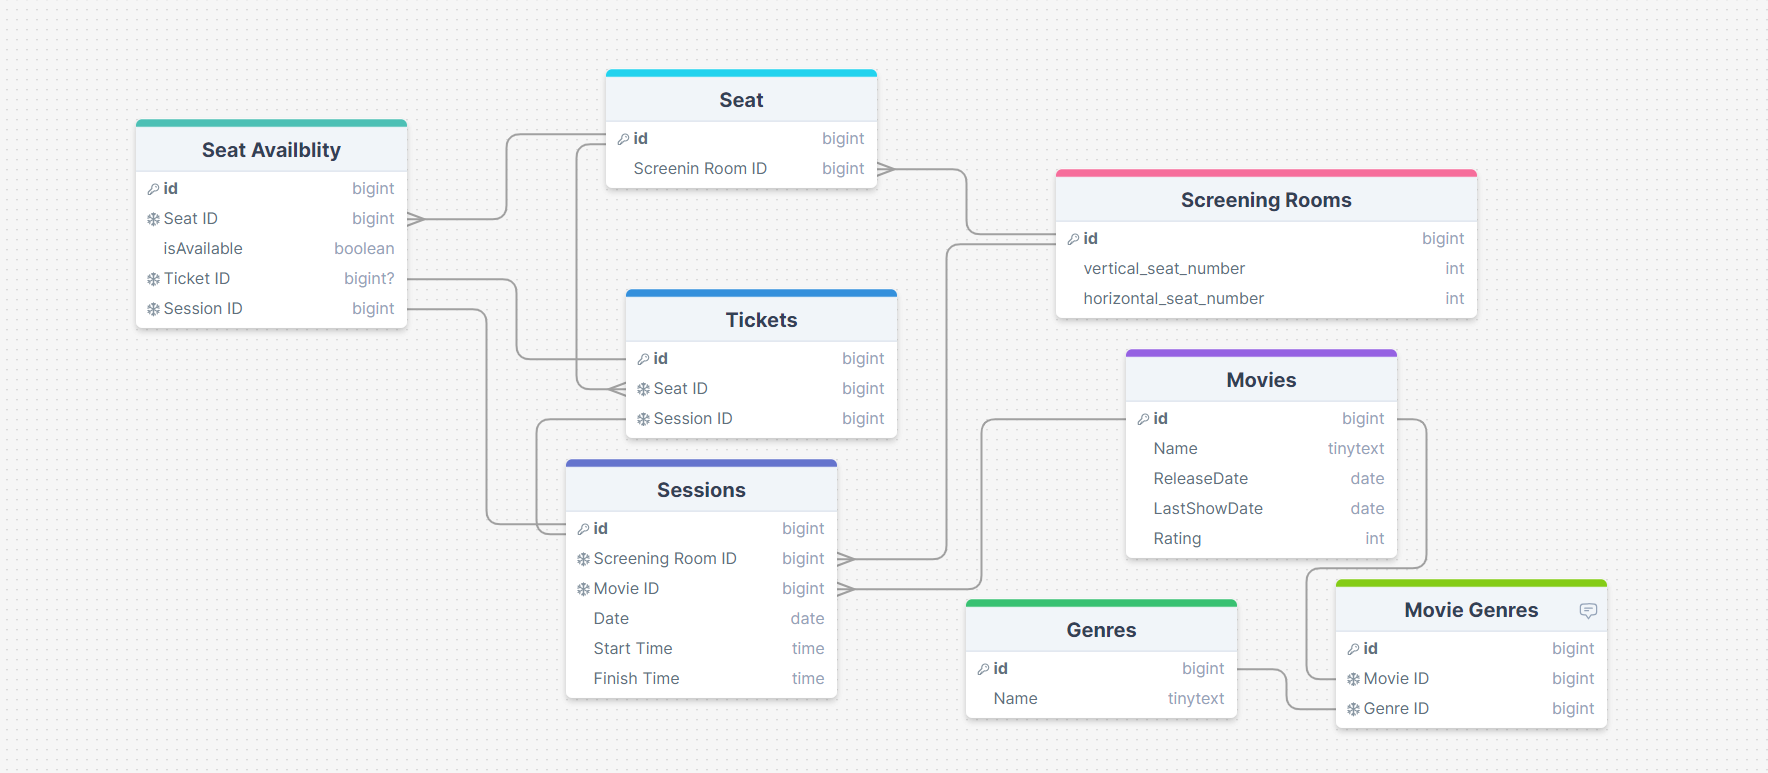 Seat Availblity
id bigint
Seat ID bigint
isAvailable boolean
Ticket ID bigint?
Session ID bigint
Seat
id bigint
Screenin Room ID bigint
Tickets
id bigint
Seat ID bigint
Session ID bigint
Sessions
id bigint
Screening Room ID bigint
Movie ID bigint
Date date
Start Time time
Finish Time time
Screening Rooms
id bigint
vertical_seat_number int
horizontal_seat_number int
Movies
id bigint
Name tinytext
ReleaseDate date
LastShowDate date
Rating int
Genres
id bigint
Name tinytext
Movie Genres
id bigint
Movie ID bigint
Genre ID bigint